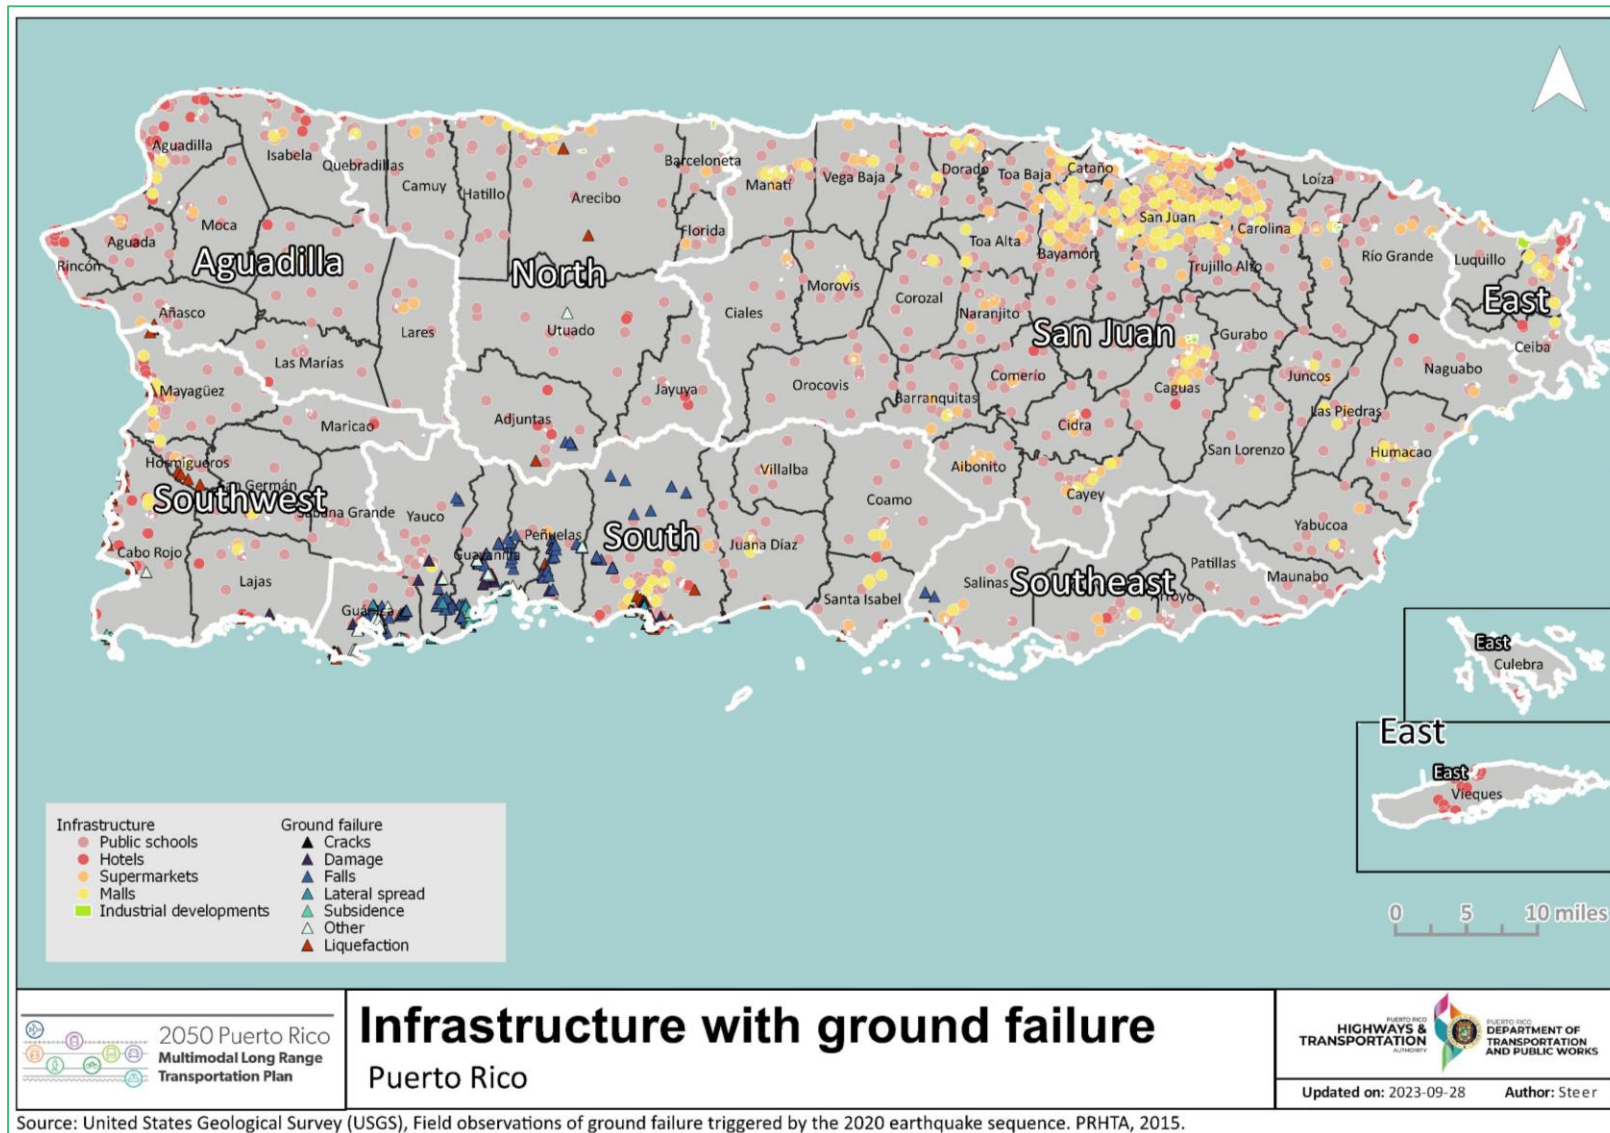 Aguadilla
Isabela
Quebradillas
Camuy
Hatillo
Arecibo
Barceloneta
Florida
Manatí
Vega Baja
Dorado
Toa Baja
Cataño
San Juan
Loíza
Carolina
Río Grande
Luquillo
Moca
Aguada
Rincón
Aguadilla
North
Toa Alta
Bayamón
Trujillo Alto
East
Añasco
Lares
Utuado
Ciales
Morovis
Corozal
Naranjito
San Juan
Gurabo
Ceiba
Las Marías
Mayagüez
Maricao
Adjuntas
Jayuya
Orocovis
Barranquitas
Comerío
Caguas
Juncos
Naguabo
Las Piedras
Cidra
San Lorenzo
Humacao
Hormigueros
San Germán
Southwest
Sabana Grande
Yauco
Villalba
Aibonito
Cayey
Coamo
Cabo Rojo
Lajas
Guayanilla
Peñuelas
South
Juana Díaz
Yabucoa
Guánica
Santa Isabel
Salinas
Southeast
Patillas
Arroyo
Maunabo
East
Culebra
East
East
Vieques
0 5 10 miles
Infrastructure
Public schools
Hotels
Supermarkets
Malls
Industrial developments
Ground failure
Cracks
Damage
Falls
Lateral spread
Subsidence
Other
Liquefaction
2050 Puerto Rico
Multimodal Long Range
Transportation Plan
Infrastructure with ground failure
Puerto Rico
PUERTO RICO
HIGHWAYS &
TRANSPORTATION
AUTHORITY
PUERTO RICO
DEPARTMENT OF
TRANSPORTATION
AND PUBLIC WORKS
Updated on: 2023-09-28 Author: Steer
Source: United States Geological Survey (USGS), Field observations of ground failure triggered by the 2020 earthquake sequence. PRHTA, 2015.